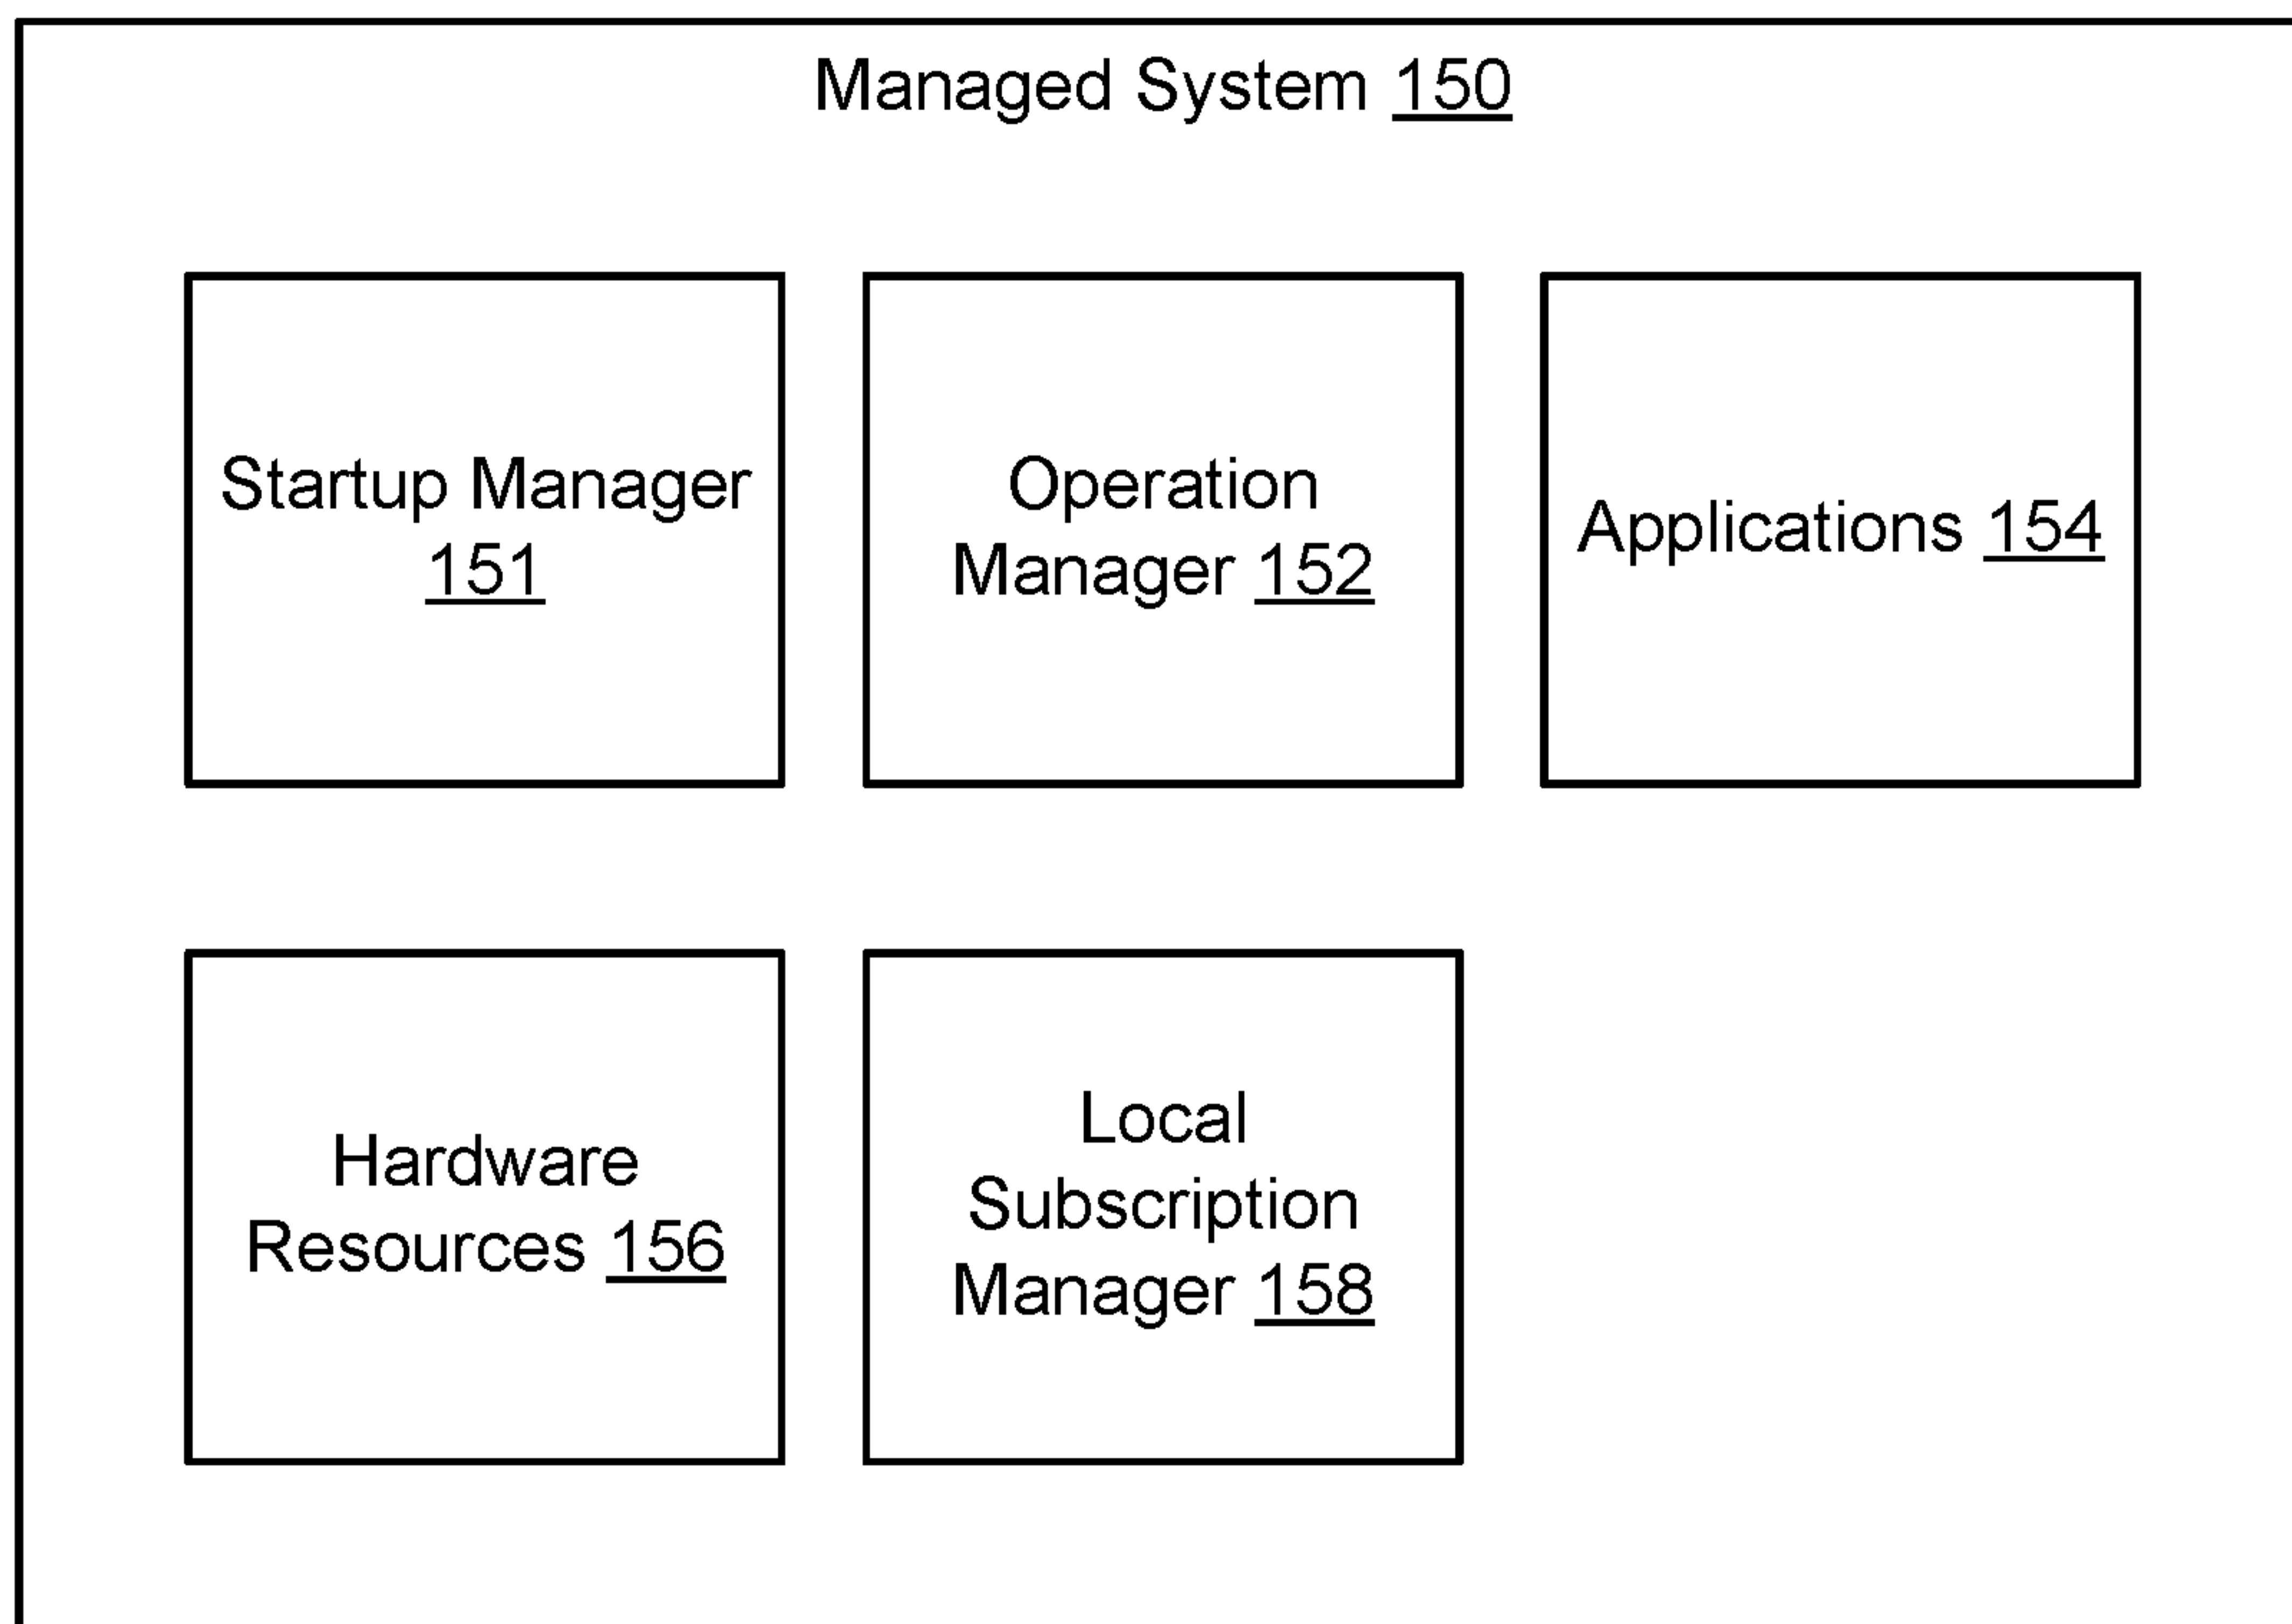 Managed System 150
Startup Manager
151
Operation
Manager 152
Applications 154
Hardware
Resources 156
Local
Subscription
Manager 158